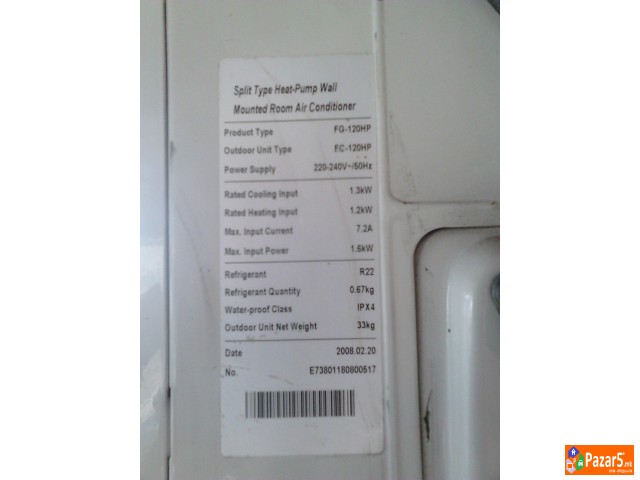 Split Type Heat-Pump Wall
Mounted Room Air Conditioner
Product Type FG-120HP
Outdoor Unit Type FC-120HP
Power Supply 220-240V~/50Hz
Rated Cooling Input 1.3kW
Rated Heating Input 1.2kW
Max. Input Current 7.2A
Max. Input Power 1.6kW
Refrigerant R22
Refrigerant Quantity 0.67kg
Water-proof Class IPX4
Outdoor Unit Net Weight 33kg
Date 2008.02.20
No. E73801180800517
Pazar5.mk